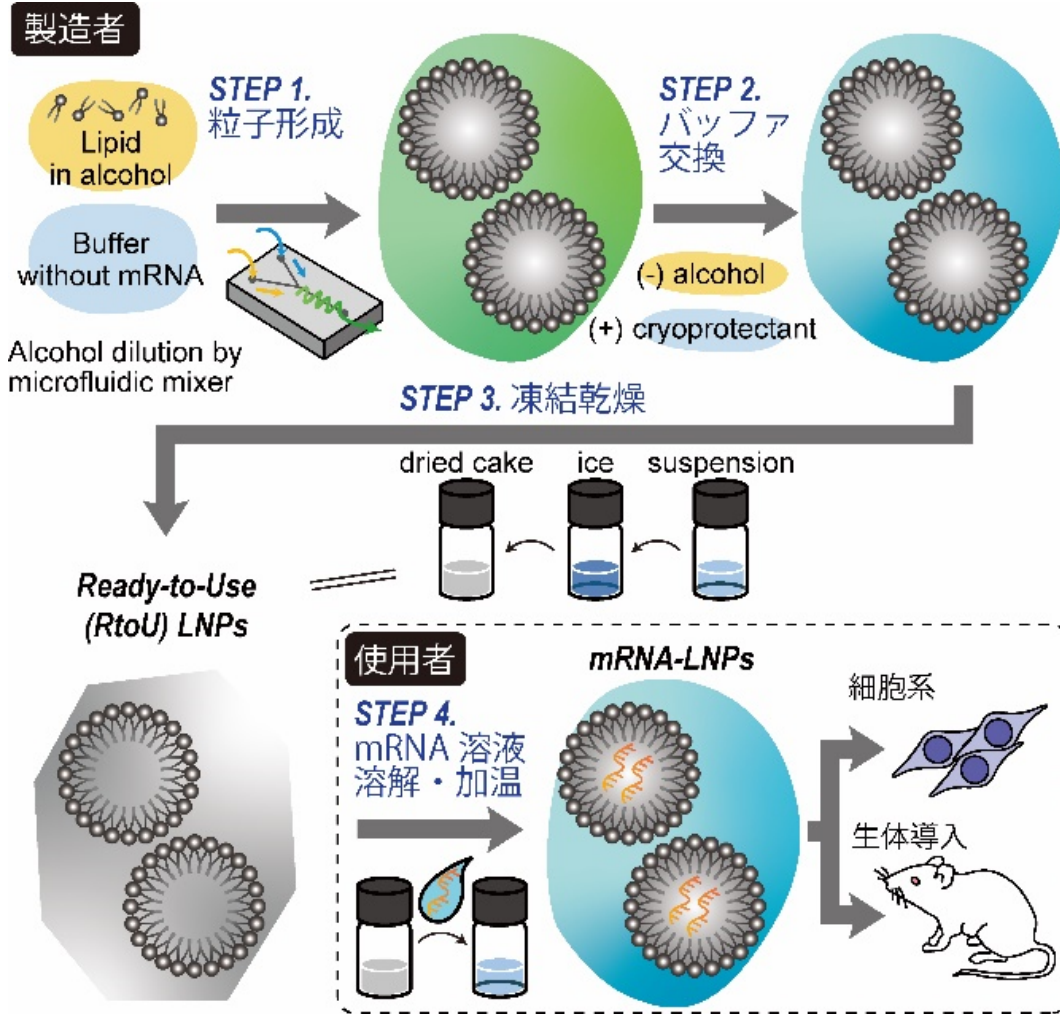 製造者
Lipid
in alcohol
Buffer
without mRNA
Alcohol dilution by
microfluidic mixer
STEP 1.
粒子形成
STEP 2.
バッファ
交換
(-) alcohol
(+) cryoprotectant
STEP 3. 凍結乾燥
dried cake
ice
suspension
Ready-to-Use
(RtoU) LNPs
使用者
STEP 4.
mRNA 溶液
溶解・加温
mRNA-LNPs
細胞系
生体導入